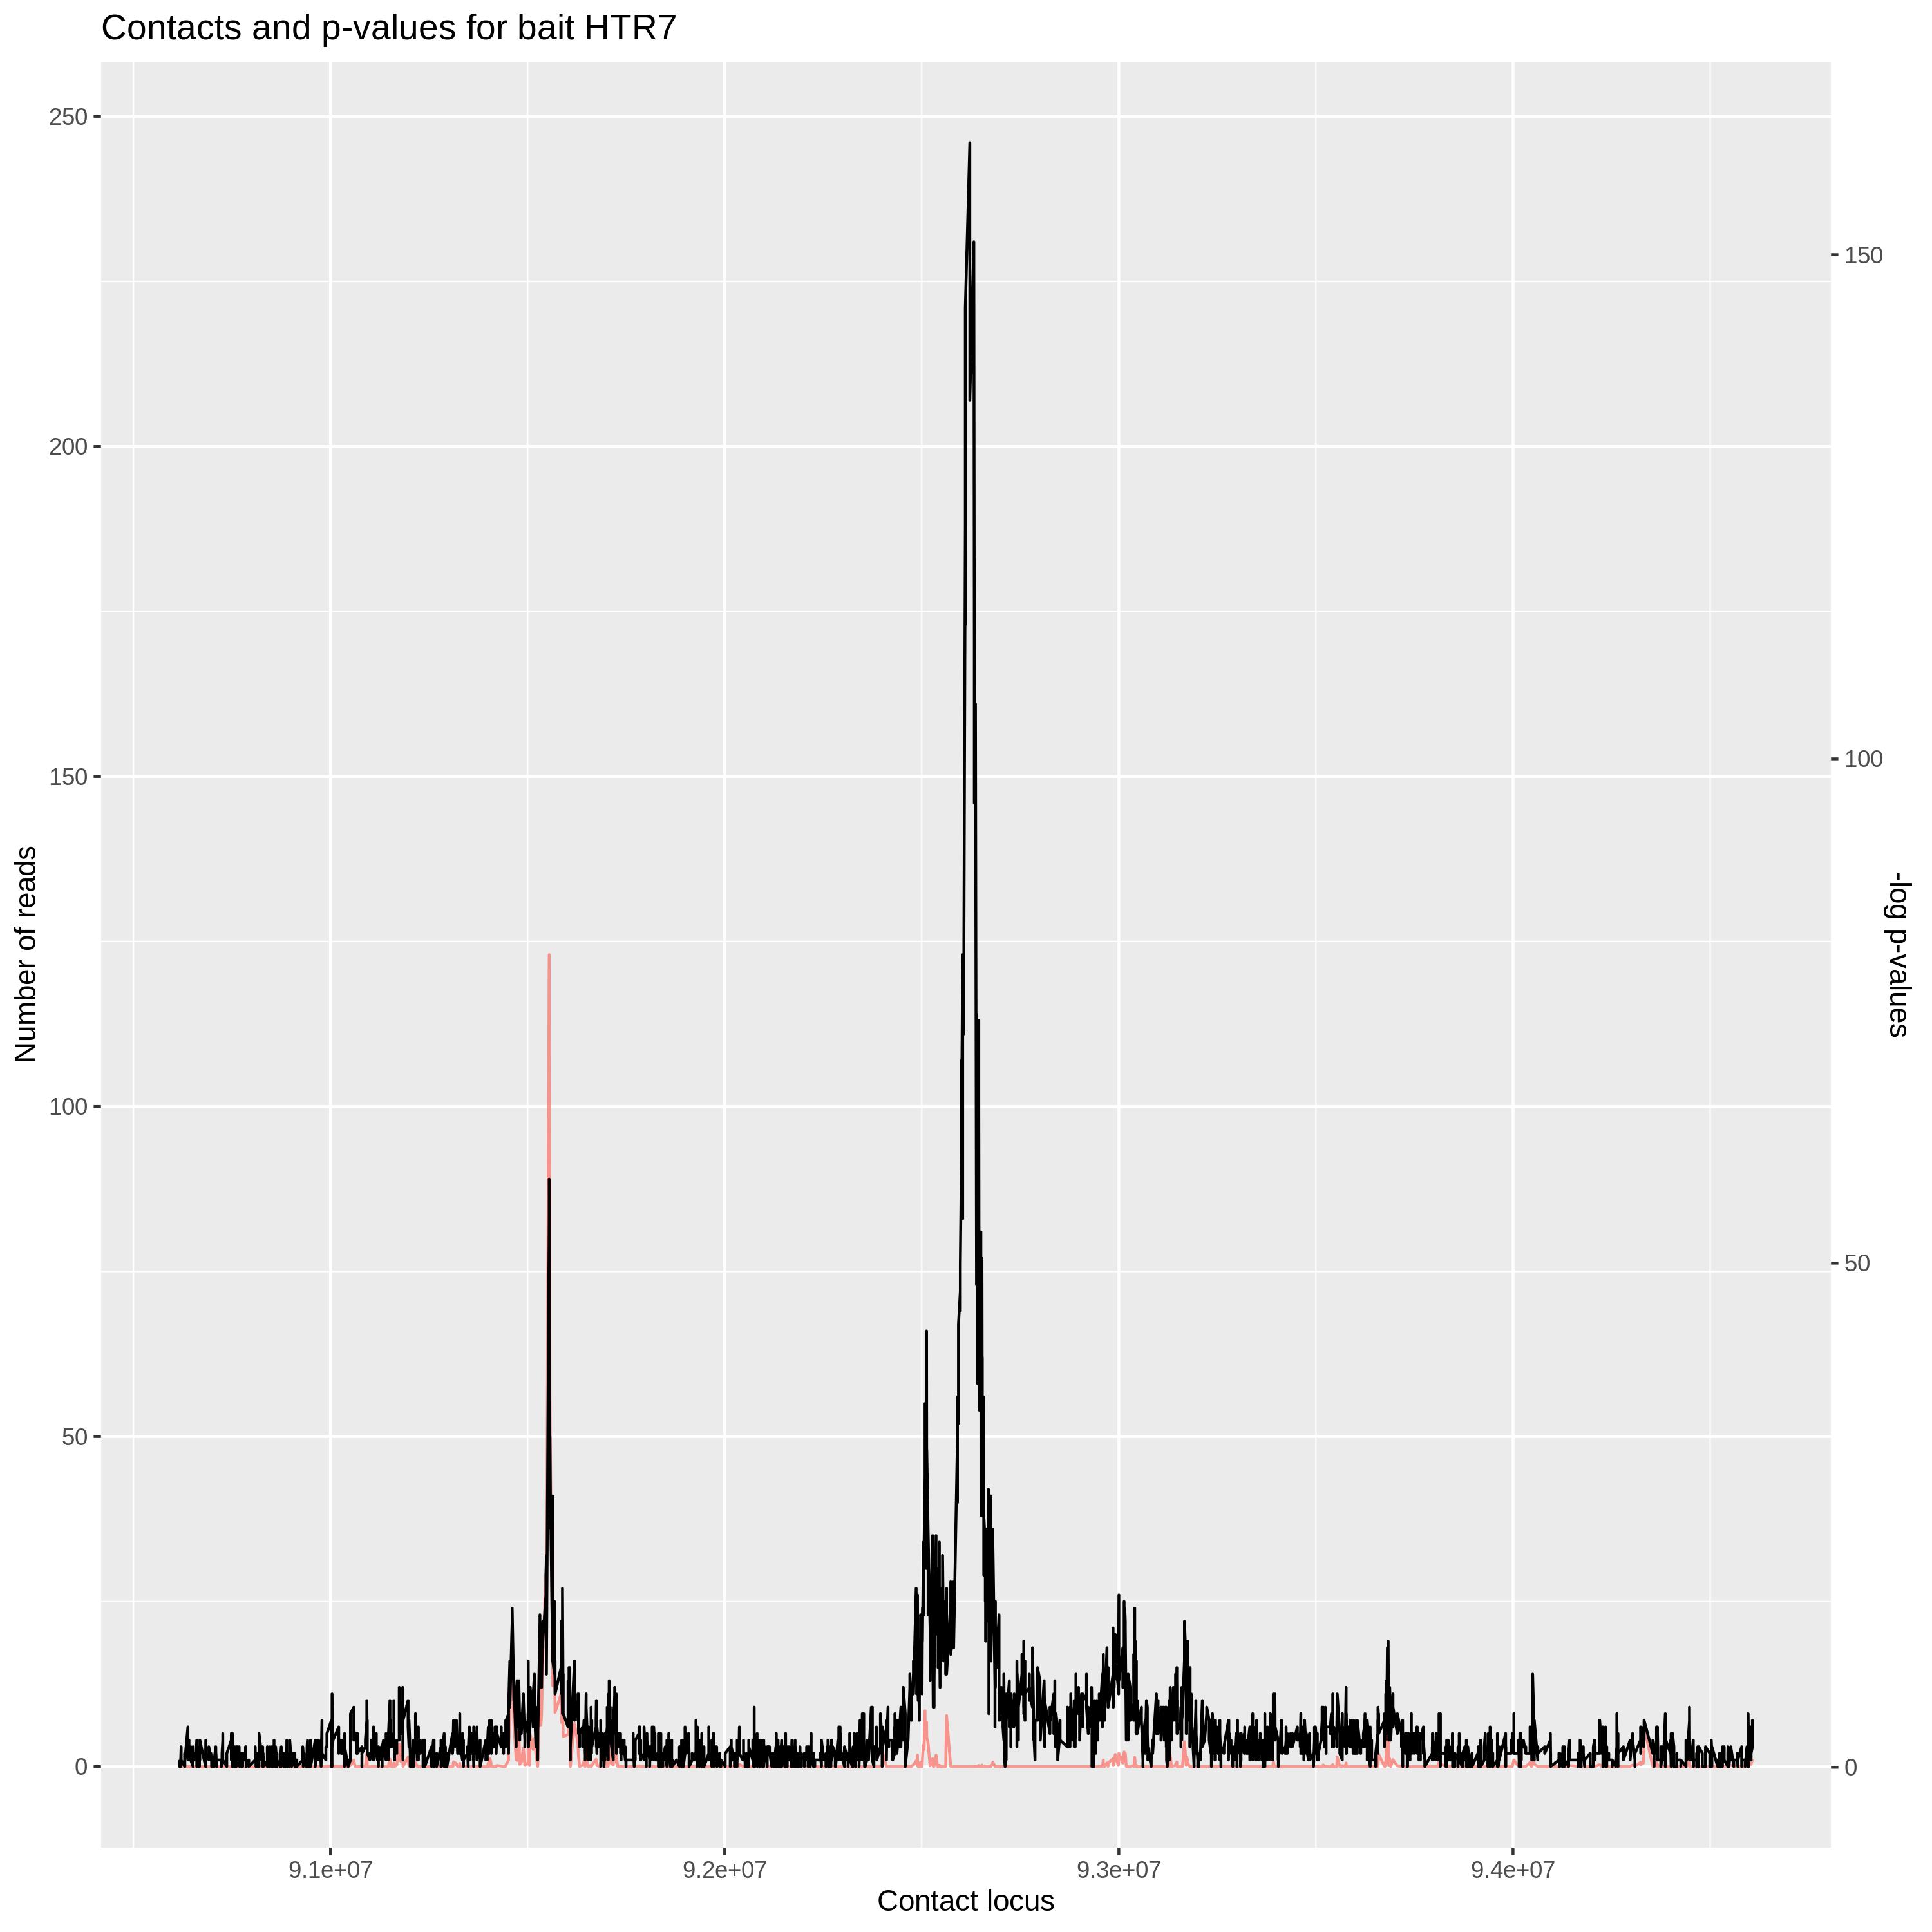 Contacts and p-values for bait HTR7
250
200
150
100
50
0
Number of reads
150
100
50
0
-log p-values
9.1e+07
9.2e+07
9.3e+07
9.4e+07
Contact locus